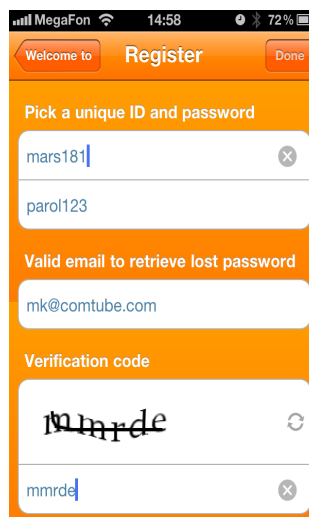 MegaFon 14:58 72%
Welcome to Register Done
Pick a unique ID and password
mars181
parol123
Valid email to retrieve lost password
mk@comtube.com
Verification code
mmrde
mmrde